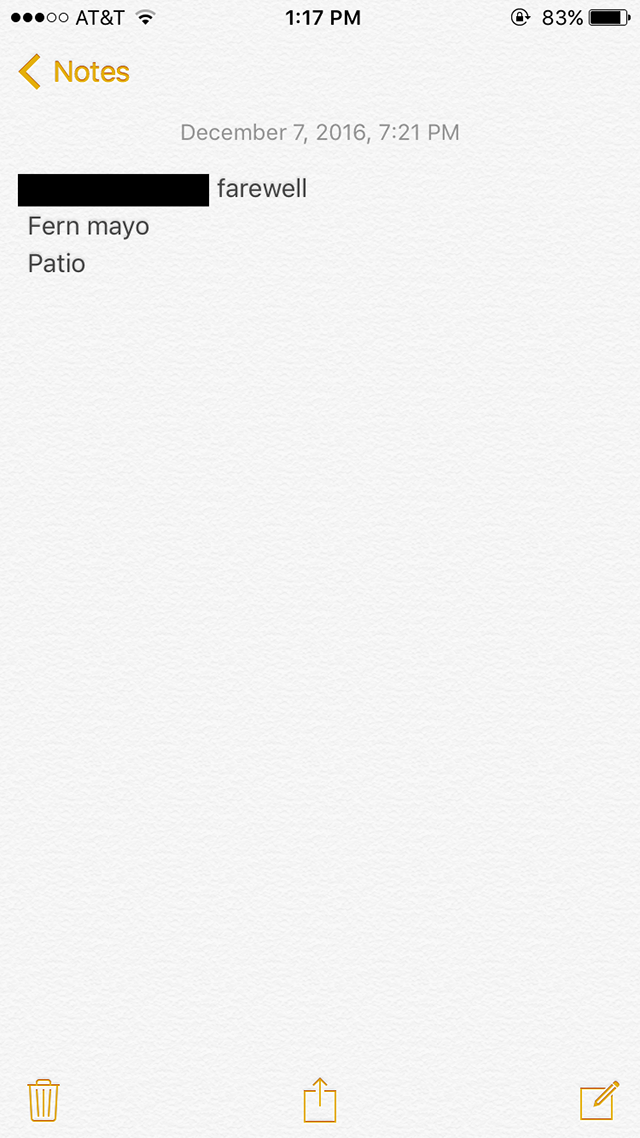 AT&T 1:17 PM 83%
Notes
December 7, 2016, 7:21 PM
farewell
Fern mayo
Patio